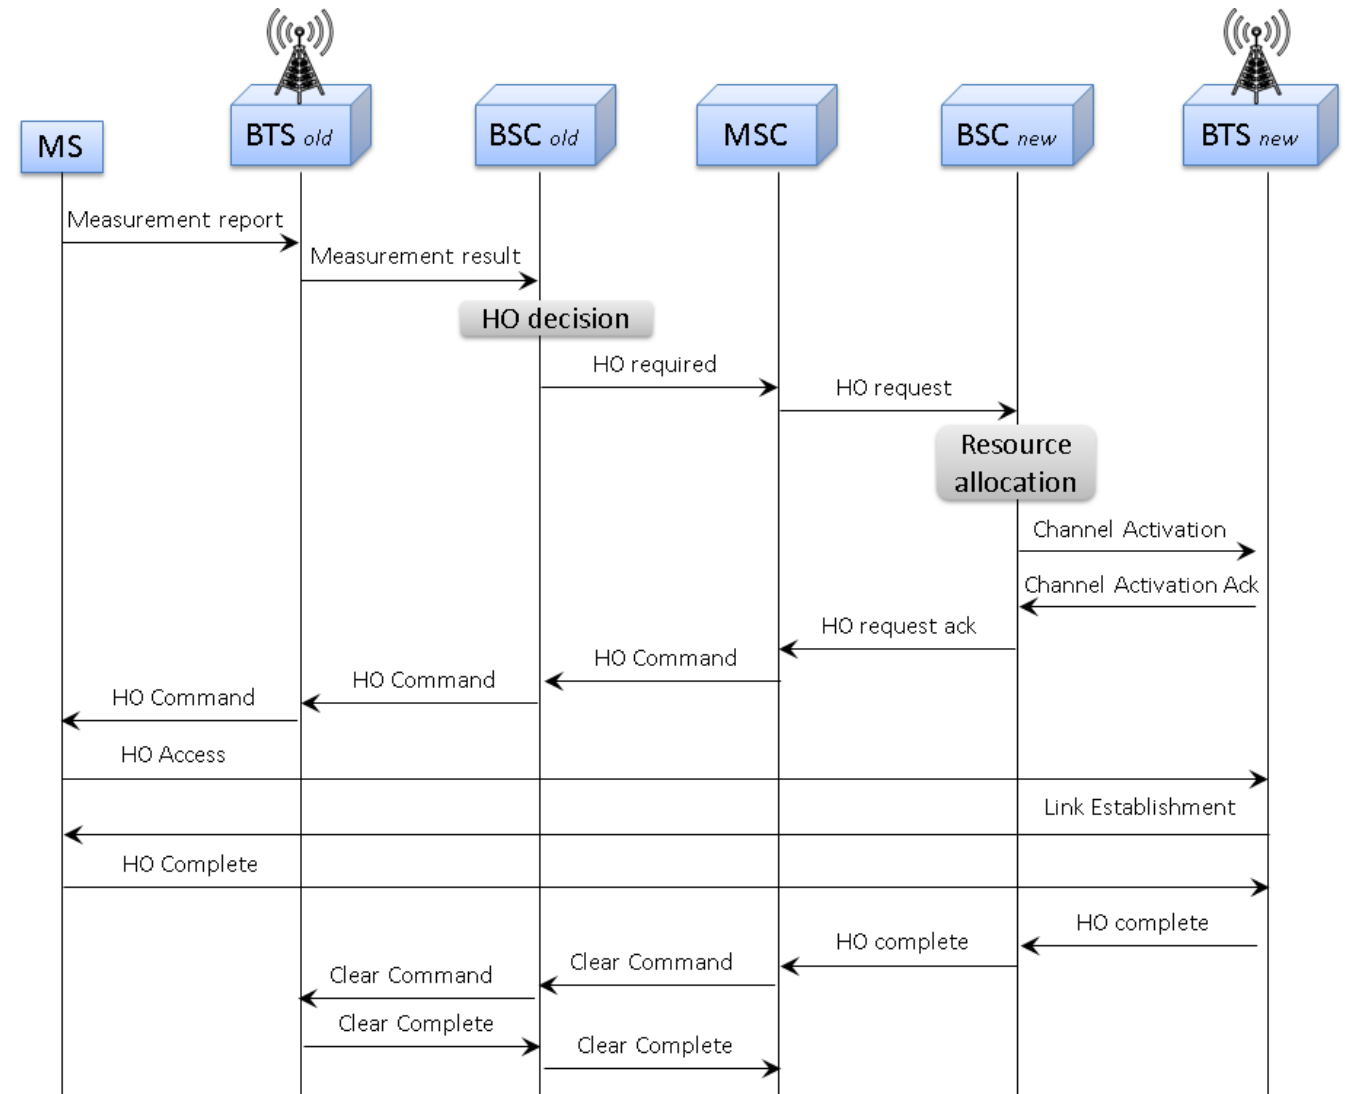 MS
BTS old
BSC old
MSC
BSC new
BTS new
Measurement report
Measurement result
HO decision
HO required
HO request
Resource
allocation
Channel Activation
Channel Activation Ack
HO request ack
HO Command
HO Command
HO Command
HO Access
Link Establishment
HO Complete
HO complete
HO complete
Clear Command
Clear Command
Clear Complete
Clear Complete